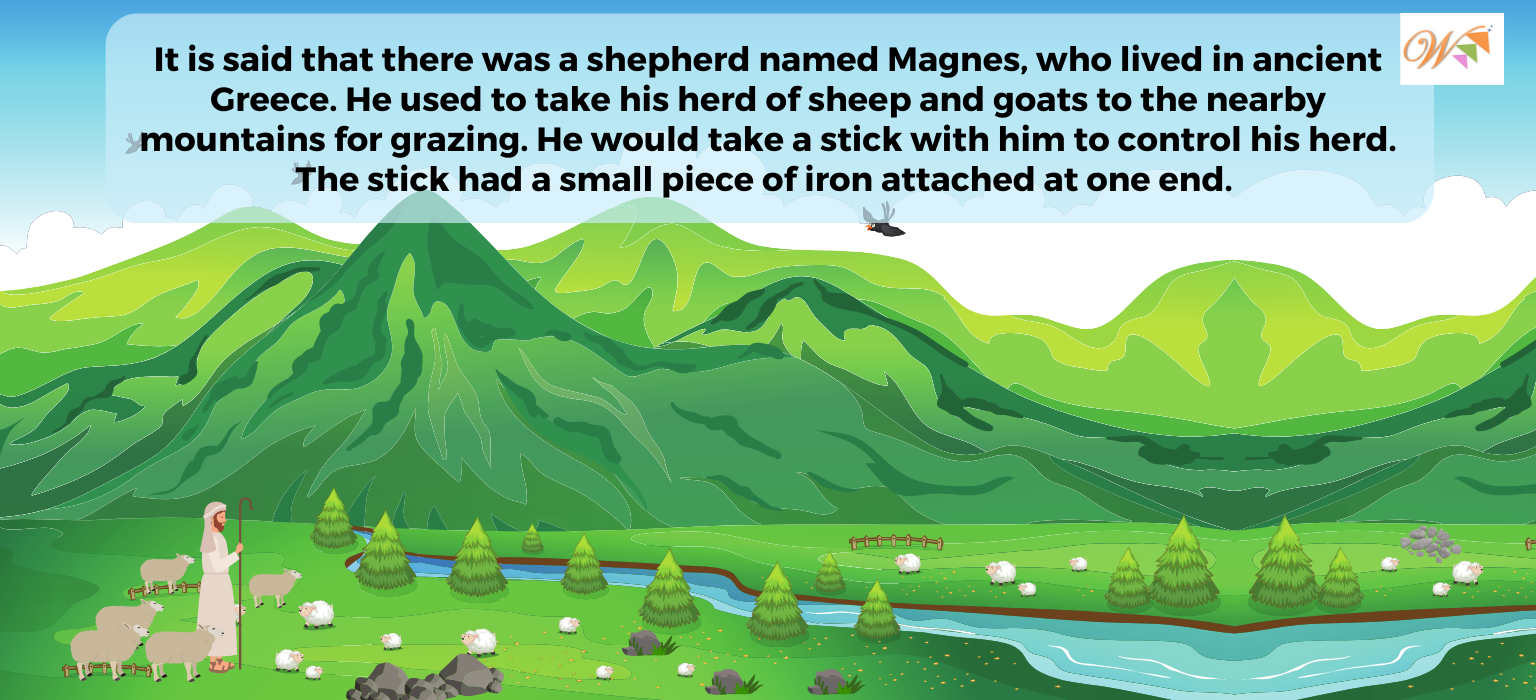 It is said that there was a shepherd named Magnes, who lived in ancient
Greece. He used to take his herd of sheep and goats to the nearby
mountains for grazing. He would take a stick with him to control his herd.
The stick had a small piece of iron attached at one end.
W